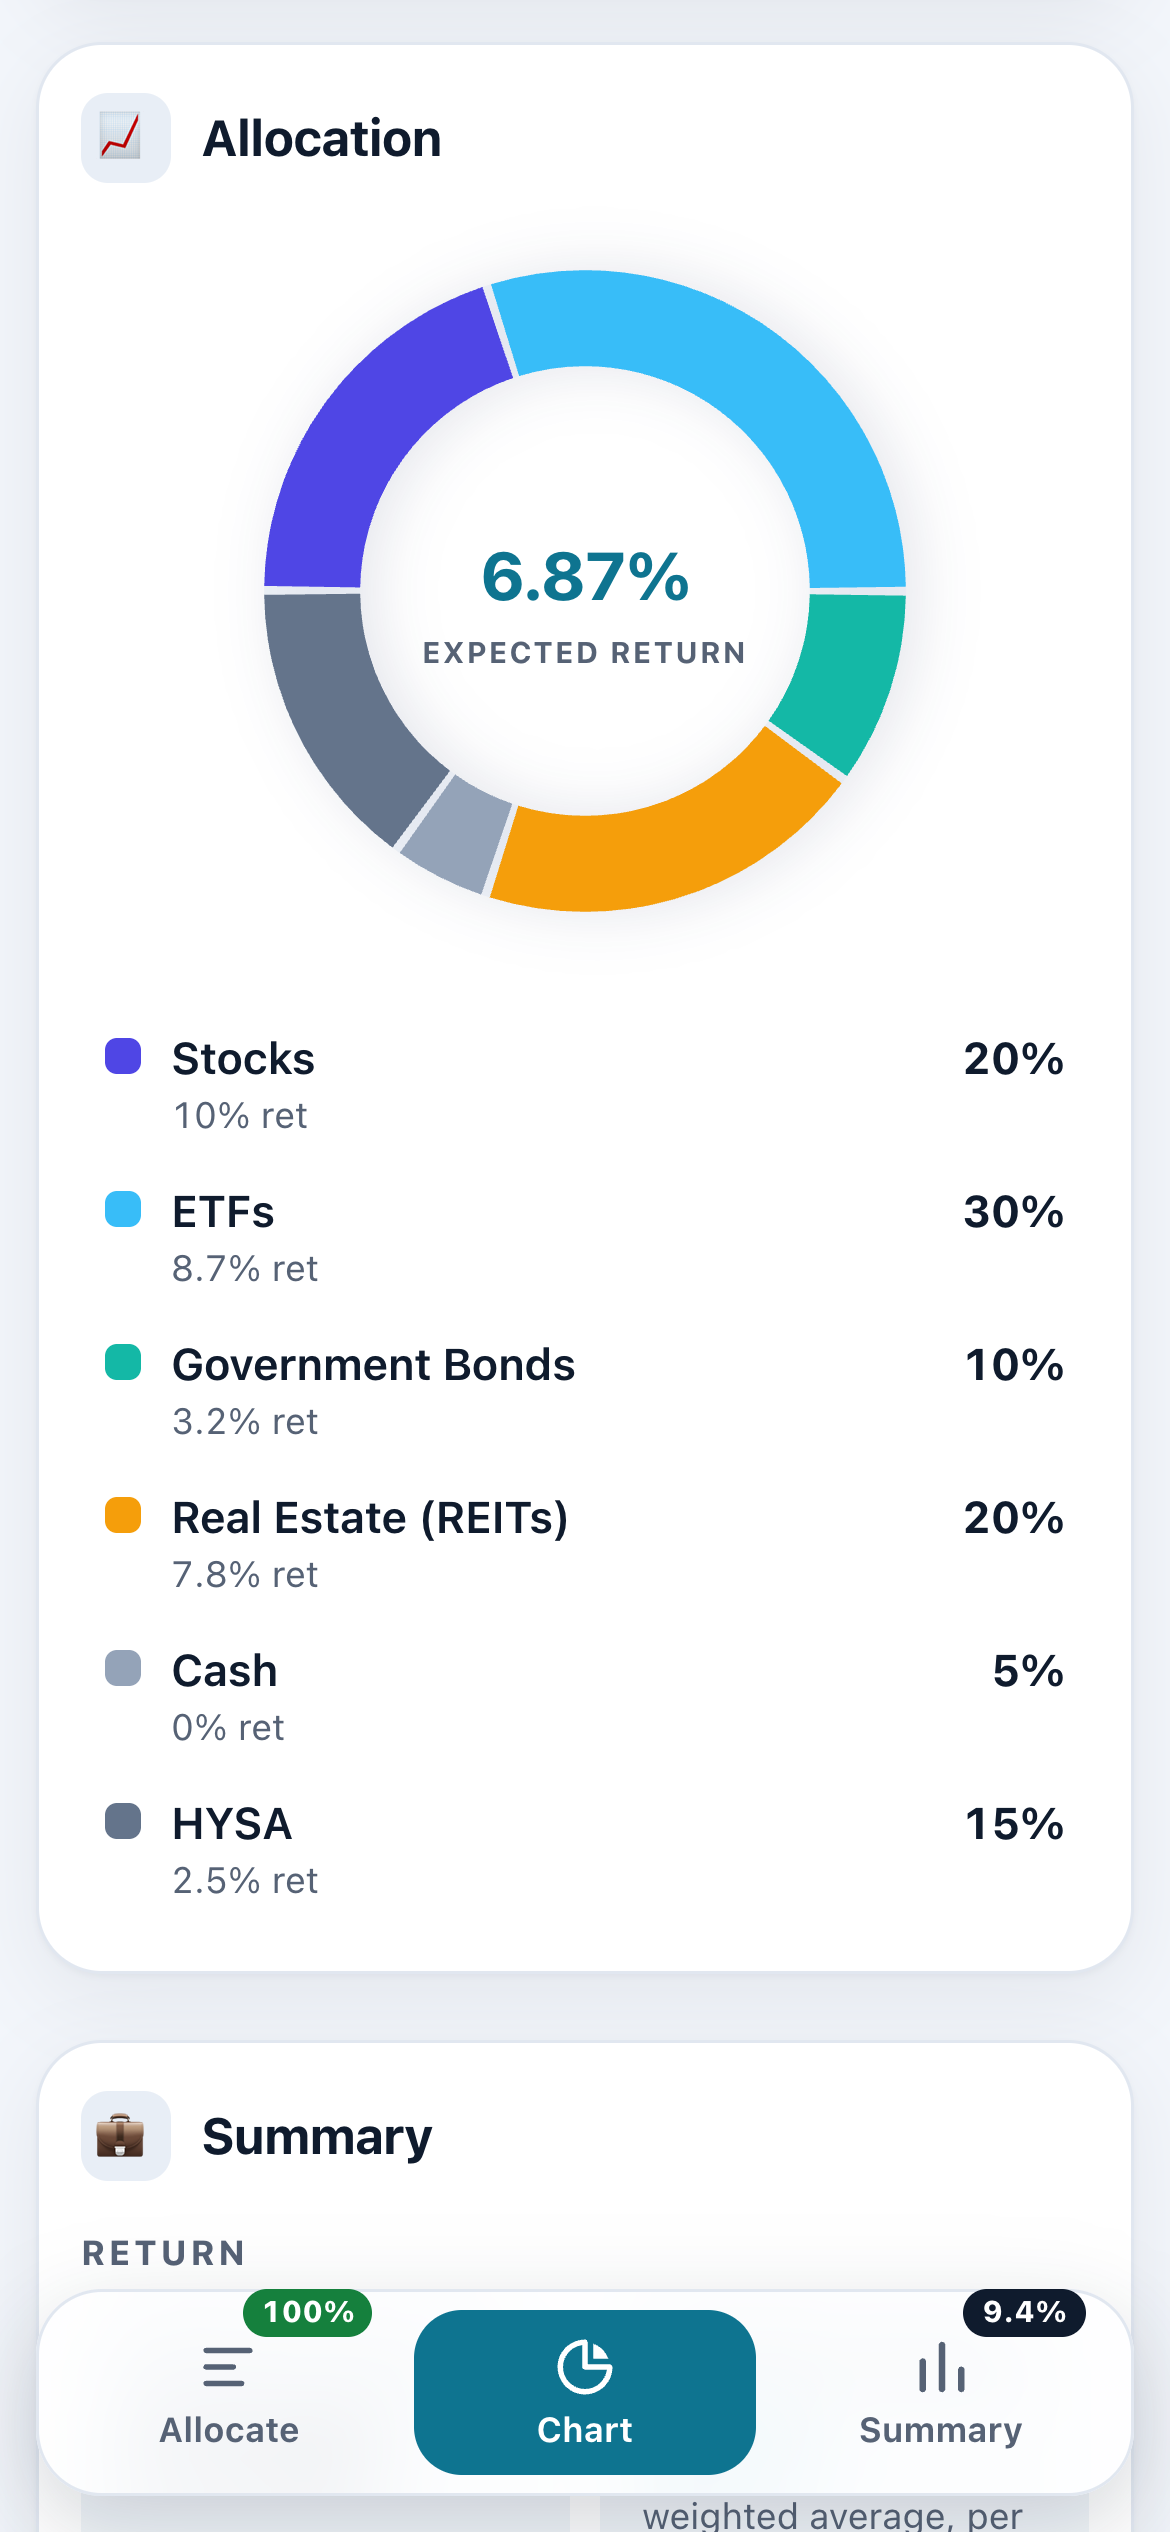 Allocation
6.87%
EXPECTED RETURN
Stocks 20%
10% ret
ETFs 30%
8.7% ret
Government Bonds 10%
3.2% ret
Real Estate (REITs) 20%
7.8% ret
Cash 5%
0% ret
HYSA 15%
2.5% ret
Summary
RETURN
100% 9.4%
Allocate Chart Summary
weighted average, per